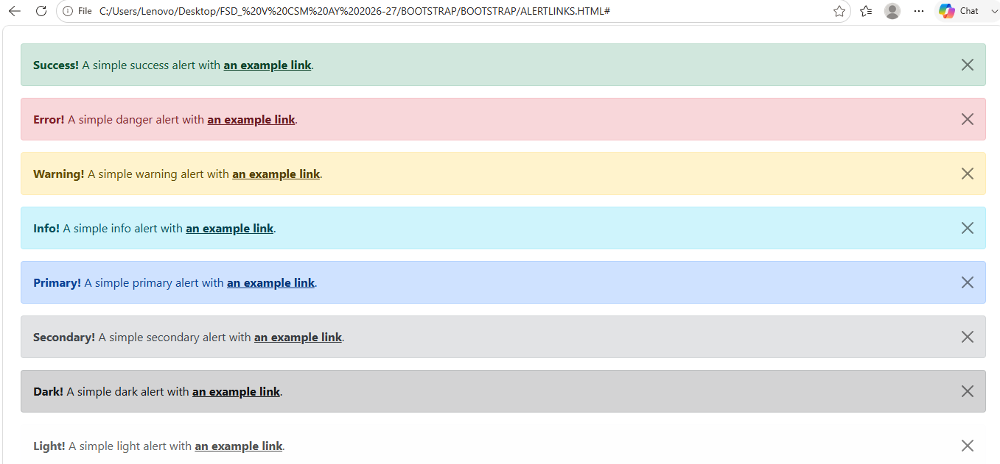 File C:/Users/Lenovo/Desktop/FSD_%20V%20CSM%20AY%202026-27/BOOTSTRAP/BOOTSTRAP/ALERTLINKS.HTML# Chat
Success! A simple success alert with an example link.
Error! A simple danger alert with an example link.
Warning! A simple warning alert with an example link.
Info! A simple info alert with an example link.
Primary! A simple primary alert with an example link.
Secondary! A simple secondary alert with an example link.
Dark! A simple dark alert with an example link.
Light! A simple light alert with an example link.